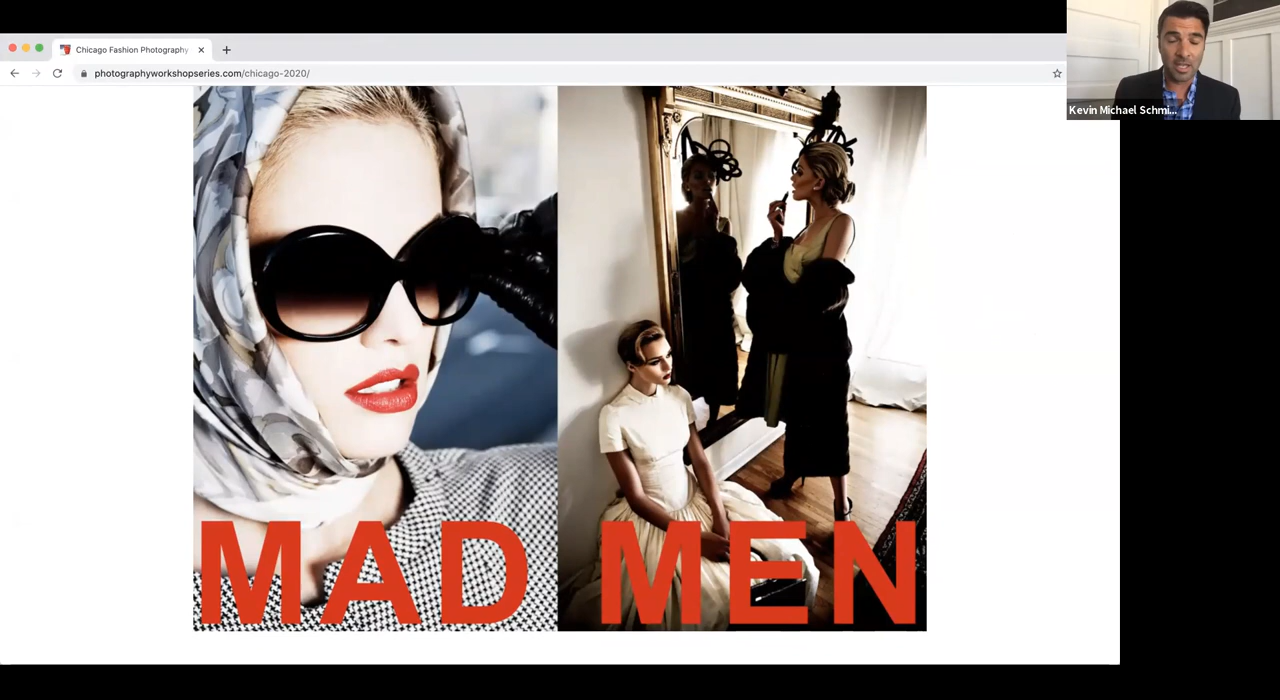 Chicago Fashion Photography
photographyworkshopseries.com/chicago-2020/
Kevin Michael Schmi...
MAD MEN